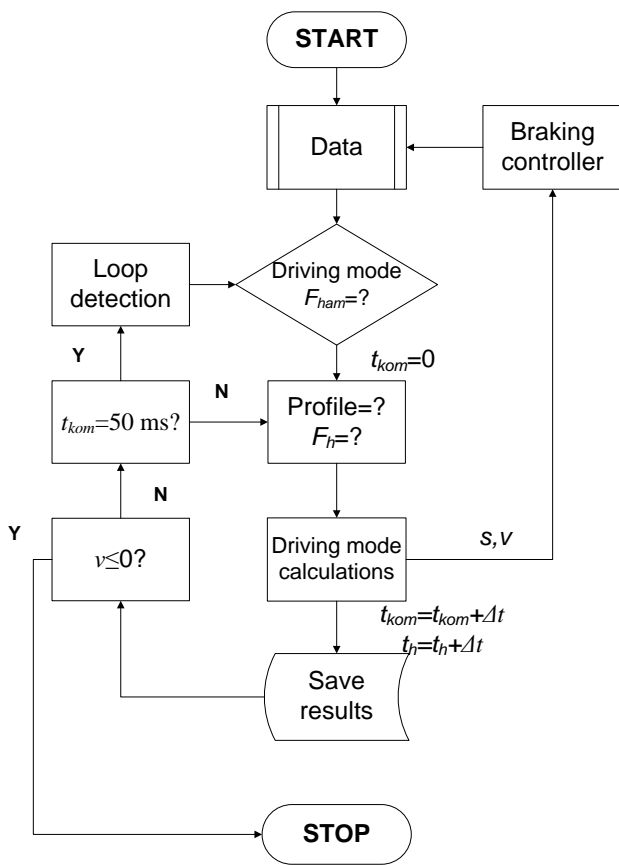 START
Data
Braking
controller
Driving mode
F_ham=?
Loop
detection
Y
t_kom=0
N
t_kom=50 ms?
Profile=?
F_h=?
N
Y
v≤0?
Driving mode
calculations
s,v
t_kom=t_kom+Δt
t_h=t_h+Δt
Save
results
STOP